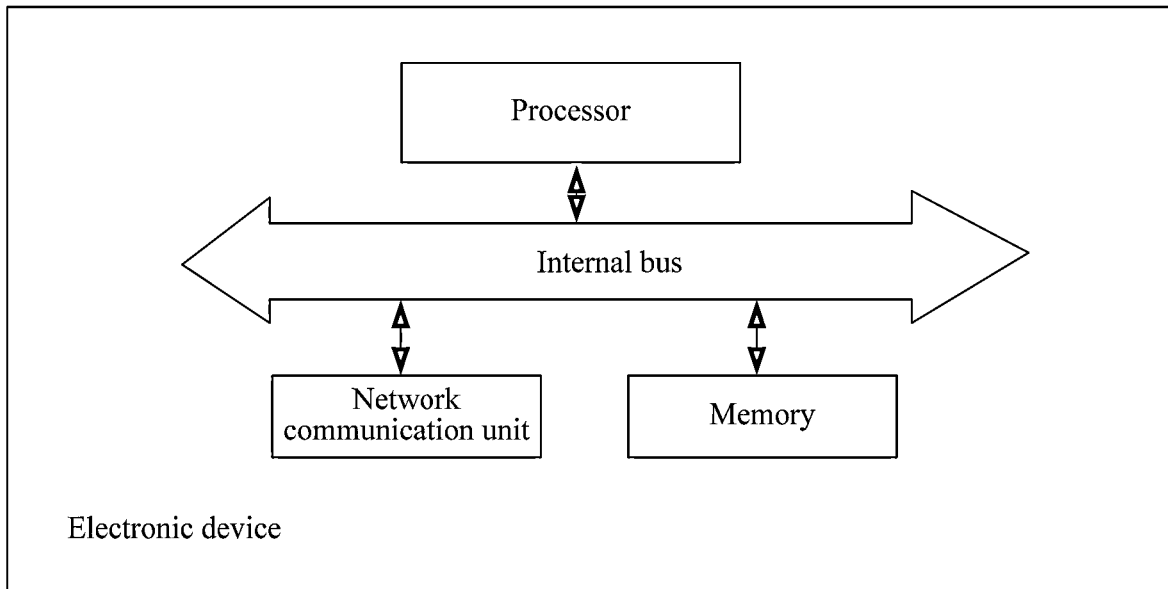 Processor
Internal bus
Network
communication unit
Memory
Electronic device